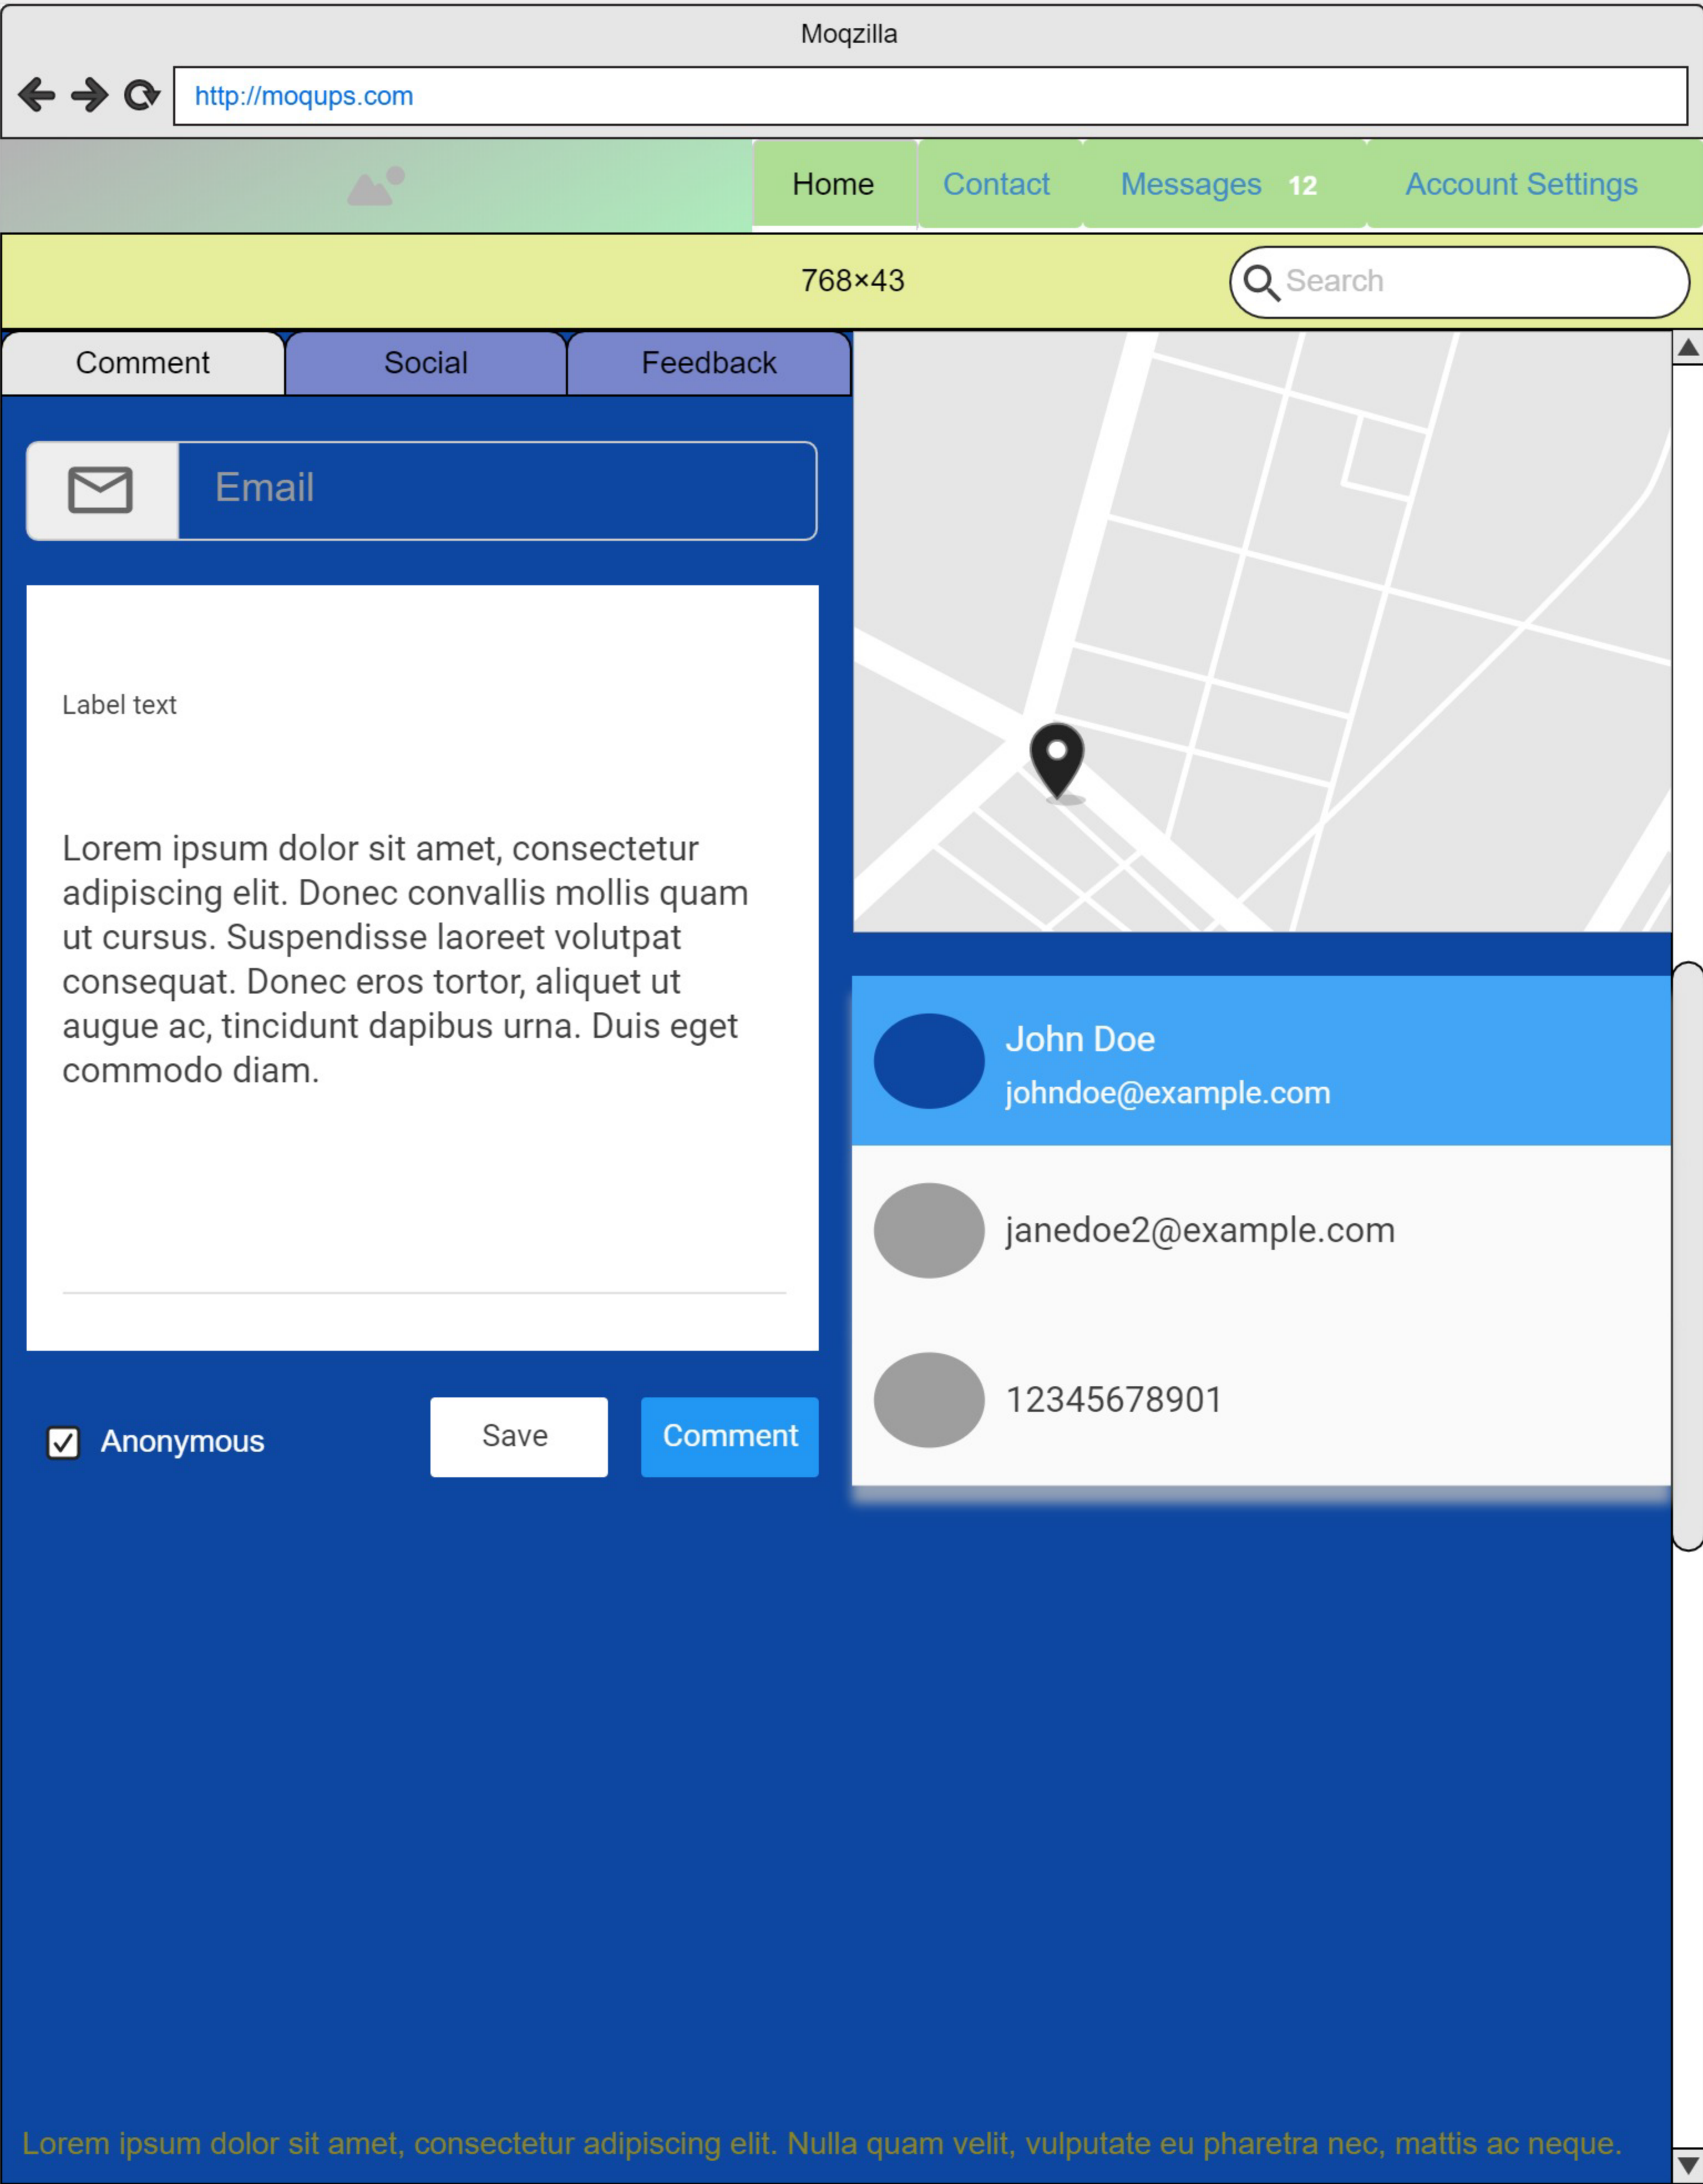 Moqzilla
http://moqups.com
Home Contact Messages 12 Account Settings
768×43
Search
Comment Social Feedback
Email
Label text
Lorem ipsum dolor sit amet, consectetur
adipiscing elit. Donec convallis mollis quam
ut cursus. Suspendisse laoreet volutpat
consequat. Donec eros tortor, aliquet ut
augue ac, tincidunt dapibus urna. Duis eget
commodo diam.
Anonymous
Save
Comment
John Doe
johndoe@example.com
janedoe2@example.com
12345678901
Lorem ipsum dolor sit amet, consectetur adipiscing elit. Nulla quam velit, vulputate eu pharetra nec, mattis ac neque.